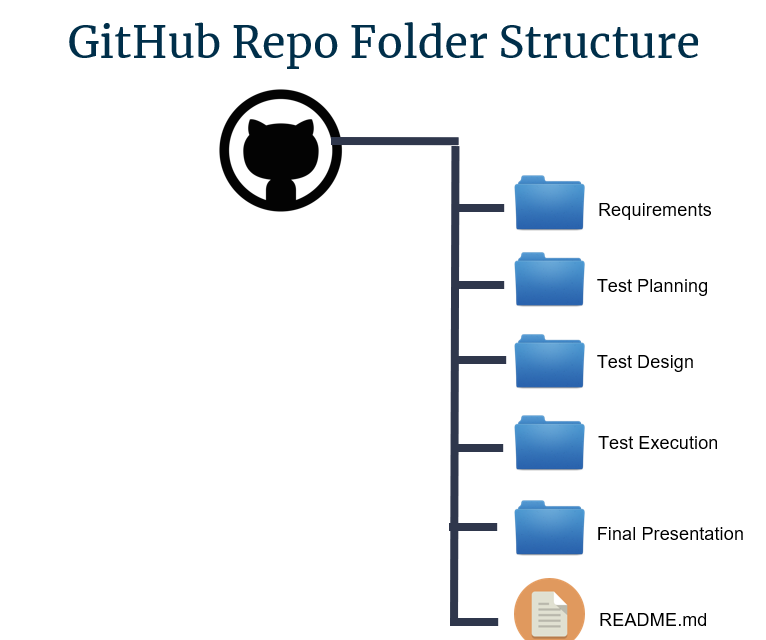 GitHub Repo Folder Structure
Requirements
Test Planning
Test Design
Test Execution
Final Presentation
README.md